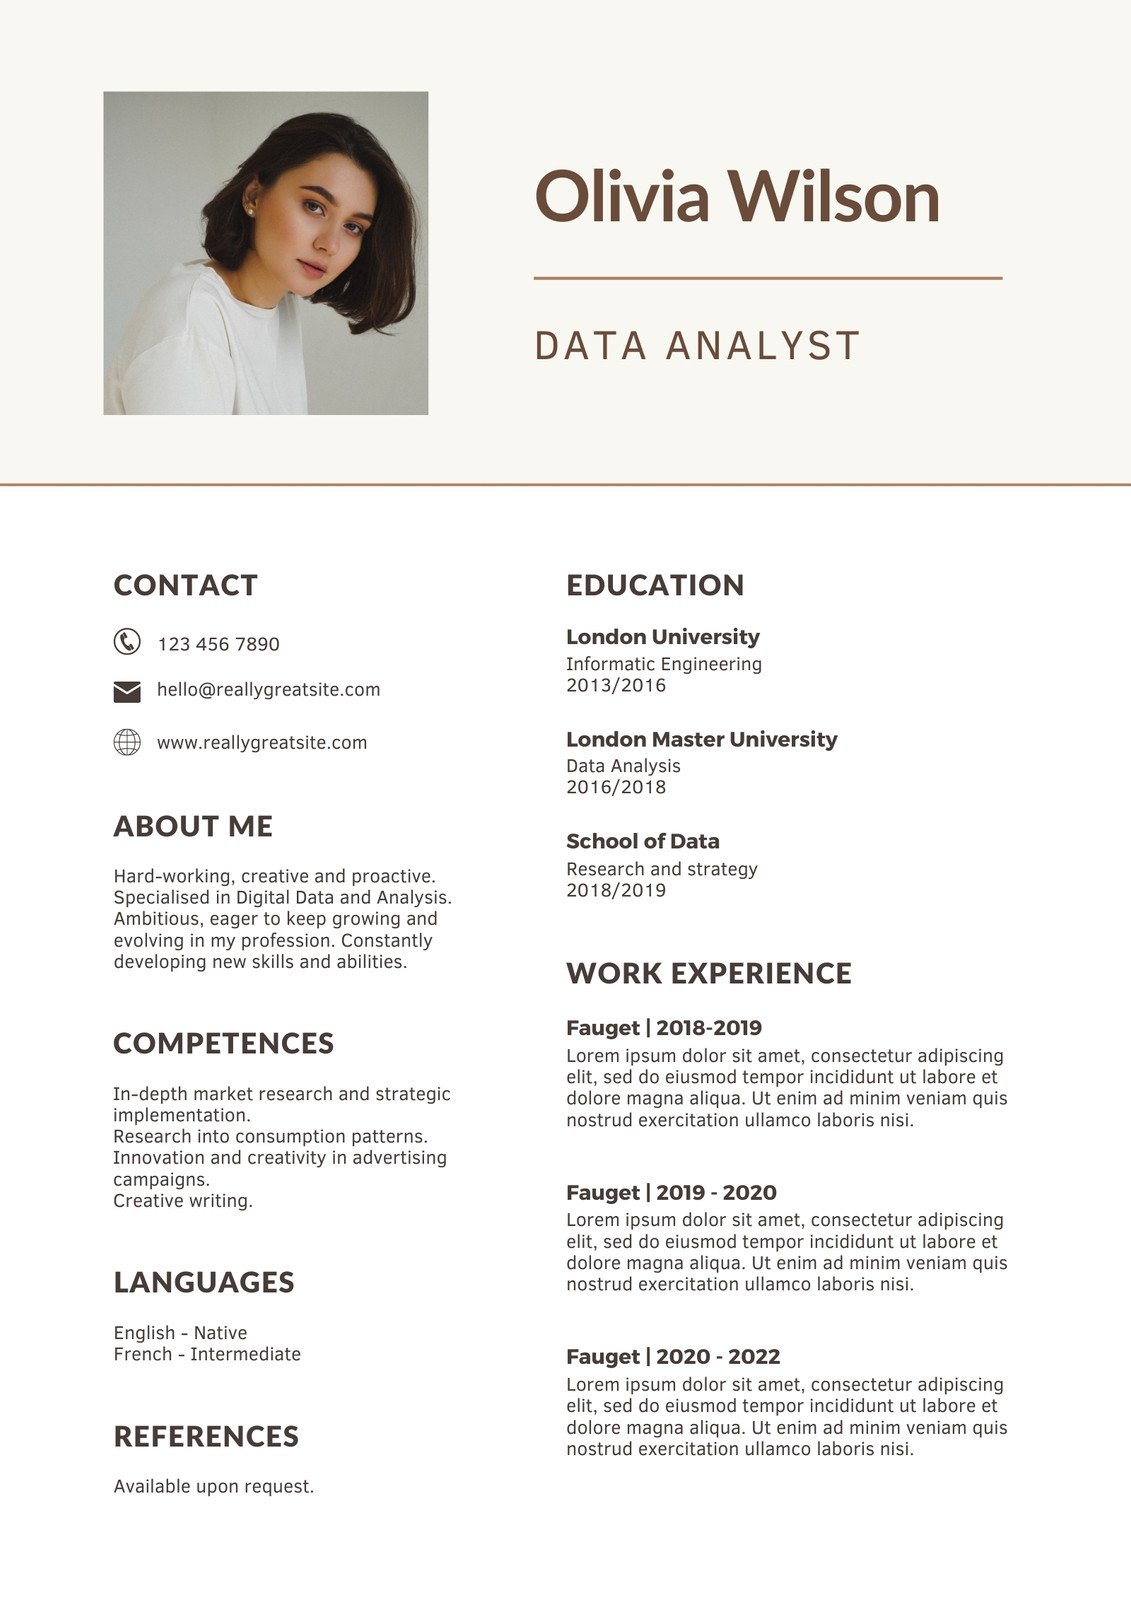 Olivia Wilson
DATA ANALYST
CONTACT
123 456 7890
hello@reallygreatsite.com
www.reallygreatsite.com
ABOUT ME
Hard-working, creative and proactive.
Specialised in Digital Data and Analysis.
Ambitious, eager to keep growing and
evolving in my profession. Constantly
developing new skills and abilities.
COMPETENCES
In-depth market research and strategic
implementation.
Research into consumption patterns.
Innovation and creativity in advertising
campaigns.
Creative writing.
LANGUAGES
English - Native
French - Intermediate
REFERENCES
Available upon request.
EDUCATION
London University
Informatic Engineering
2013/2016
London Master University
Data Analysis
2016/2018
School of Data
Research and strategy
2018/2019
WORK EXPERIENCE
Fauget | 2018-2019
Lorem ipsum dolor sit amet, consectetur adipiscing
elit, sed do eiusmod tempor incididunt ut labore et
dolore magna aliqua. Ut enim ad minim veniam quis
nostrud exercitation ullamco laboris nisi.
Fauget | 2019 - 2020
Lorem ipsum dolor sit amet, consectetur adipiscing
elit, sed do eiusmod tempor incididunt ut labore et
dolore magna aliqua. Ut enim ad minim veniam quis
nostrud exercitation ullamco laboris nisi.
Fauget | 2020 - 2022
Lorem ipsum dolor sit amet, consectetur adipiscing
elit, sed do eiusmod tempor incididunt ut labore et
dolore magna aliqua. Ut enim ad minim veniam quis
nostrud exercitation ullamco laboris nisi.